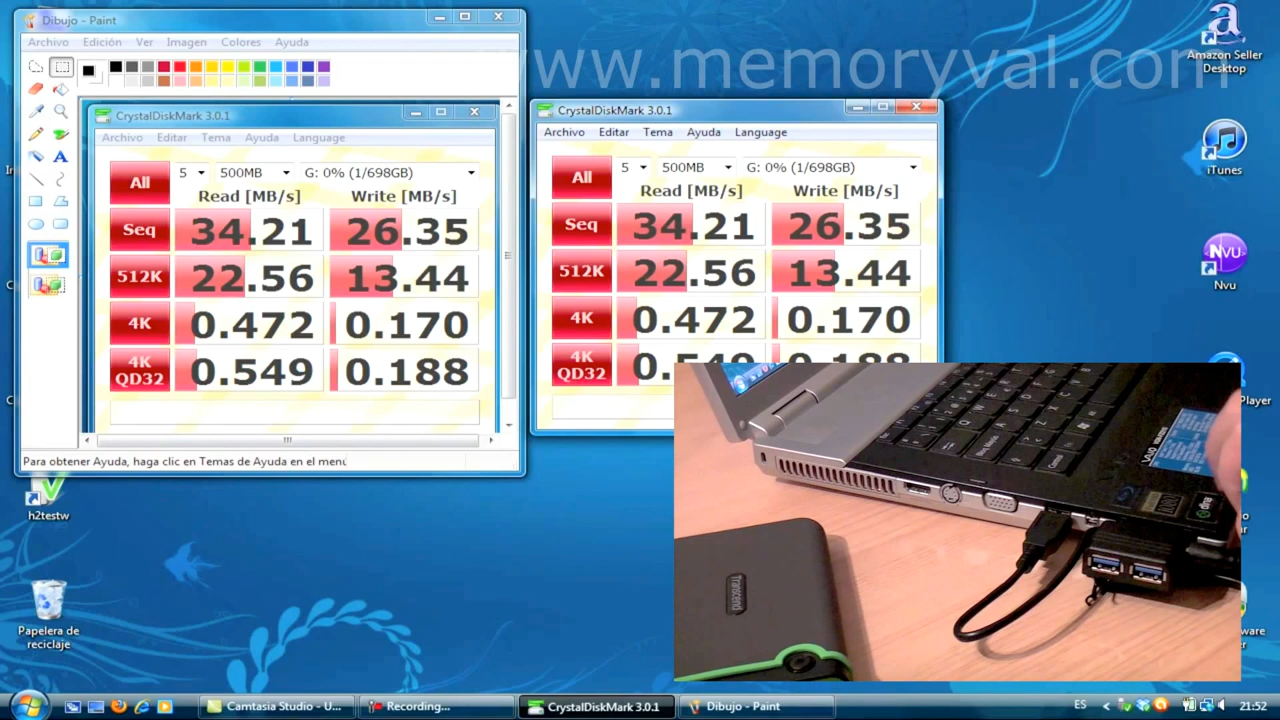 Dibujo - Paint
Archivo Edición Ver Imagen Colores Ayuda
www.memoryval.com
CrystalDiskMark 3.0.1
Archivo Editar Tema Ayuda Language
All 5 500MB G: 0% (1/698GB)
Read [MB/s] Write [MB/s]
Seq 34.21 26.35
512K 22.56 13.44
4K 0.472 0.170
4K QD32 0.549 0.188
Para obtener Ayuda, haga clic en Temas de Ayuda en el menú
CrystalDiskMark 3.0.1
Archivo Editar Tema Ayuda Language
All 5 500MB G: 0% (1/698GB)
Read [MB/s] Write [MB/s]
Seq 34.21 26.35
512K 22.56 13.44
4K 0.472 0.170
4K QD32 0.549 0.188
Amazon Seller
Desktop
iTunes
Nvu
Player
h2testw
Papelera de
reciclaje
Transcend
VAIO
dna
Camtasia Studio - U... Recording... CrystalDiskMark 3.0.1 Dibujo - Paint ES 21:52